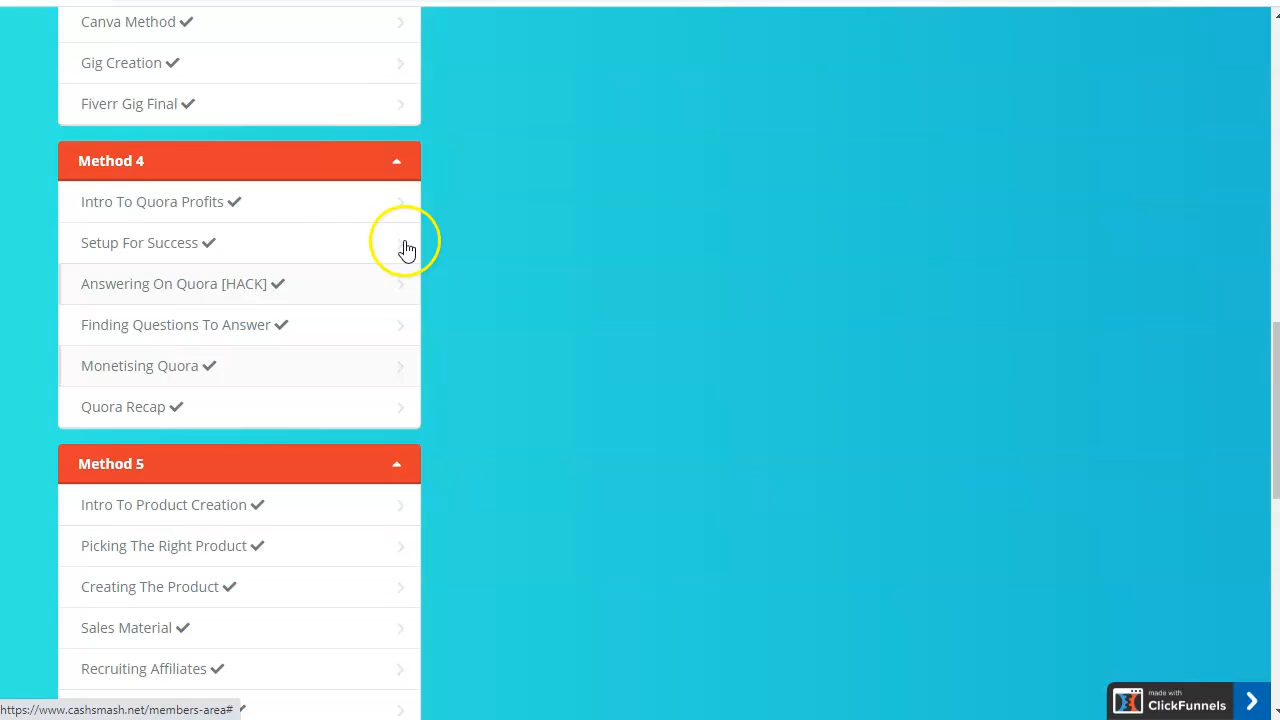 Canva Method
Gig Creation
Fiverr Gig Final
Method 4
Intro To Quora Profits
Setup For Success
Answering On Quora [HACK]
Finding Questions To Answer
Monetising Quora
Quora Recap
Method 5
Intro To Product Creation
Picking The Right Product
Creating The Product
Sales Material
Recruiting Affiliates
https://www.cashsmash.net/members-area#
made with
ClickFunnels